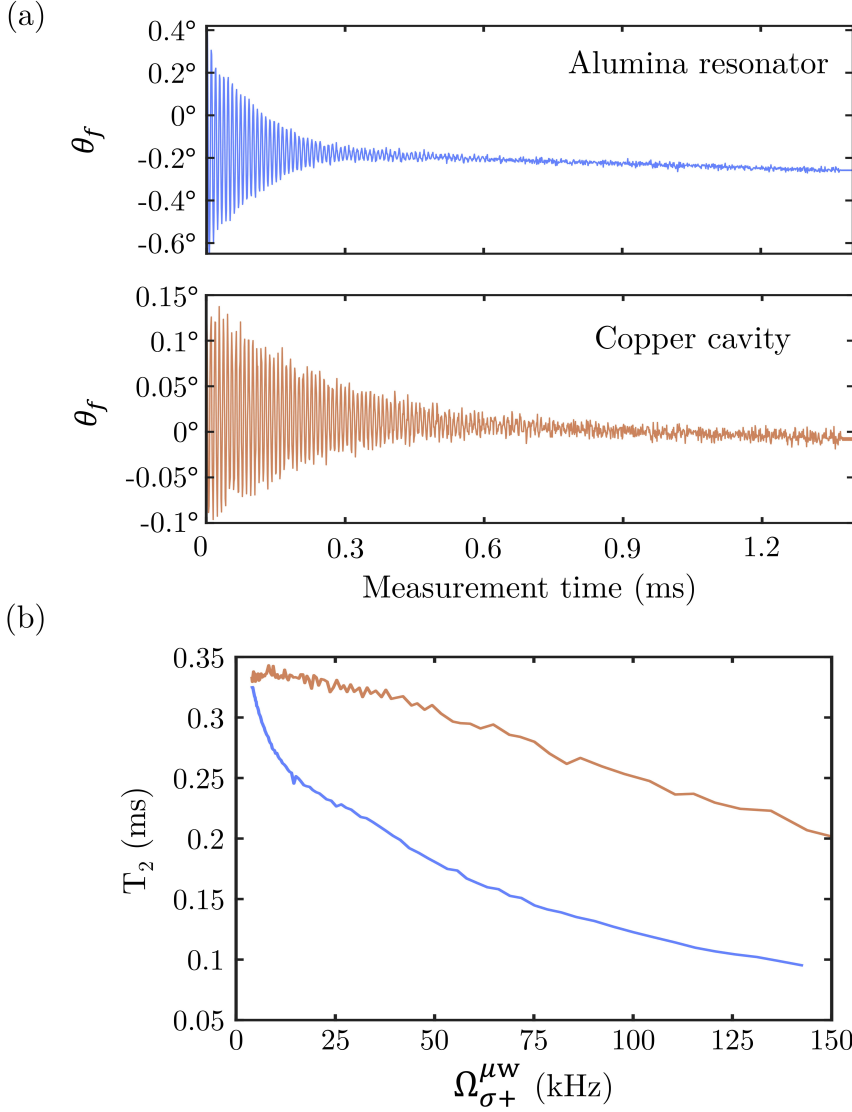 (a)
0.4°
0.2°
0°
-0.2°
-0.4°
-0.6°
θf
Alumina resonator
0.15°
0.1°
0.05°
0°
-0.05°
-0.1°
θf
Copper cavity
0 0.3 0.6 0.9 1.2
Measurement time (ms)
(b)
0.35
0.3
0.25
0.2
0.15
0.1
0.05
T2 (ms)
0 25 50 75 100 125 150
Ω^μw_σ+ (kHz)